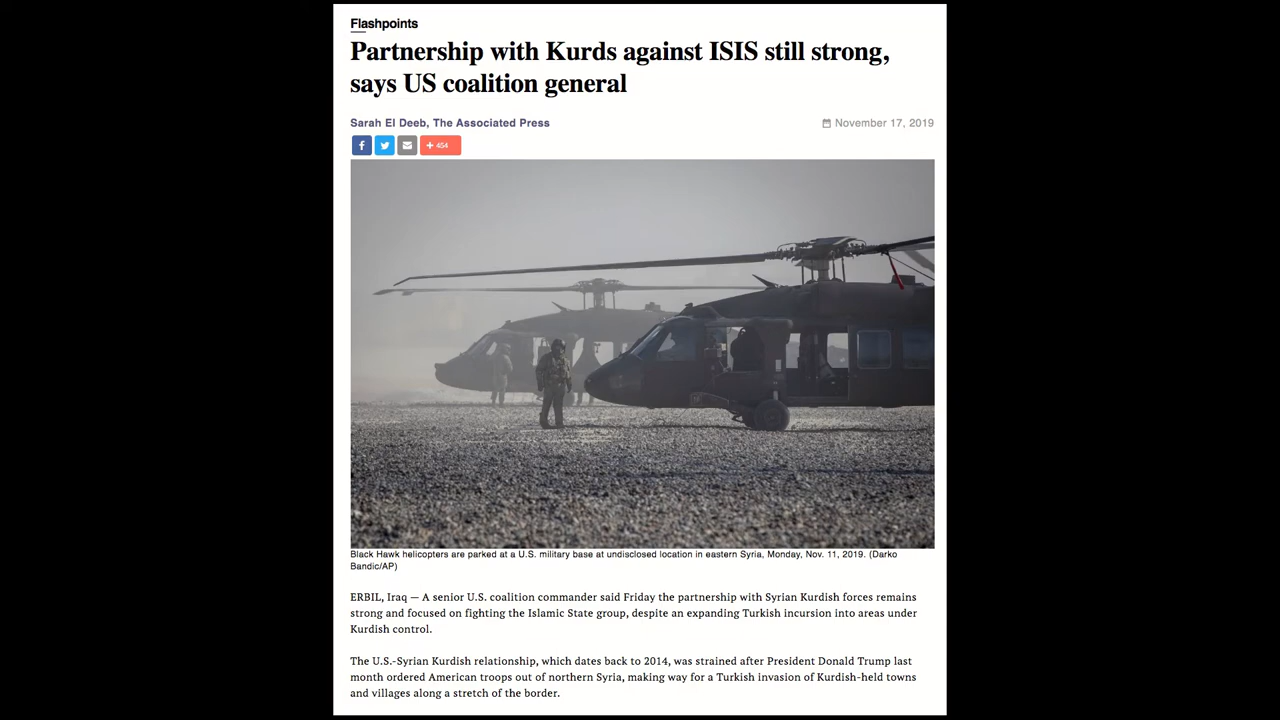 Flashpoints
Partnership with Kurds against ISIS still strong,
says US coalition general
Sarah El Deeb, The Associated Press
November 17, 2019
454
Black Hawk helicopters are parked at a U.S. military base at undisclosed location in eastern Syria, Monday, Nov. 11, 2019. (Darko
Bandic/AP)
ERBIL, Iraq — A senior U.S. coalition commander said Friday the partnership with Syrian Kurdish forces remains
strong and focused on fighting the Islamic State group, despite an expanding Turkish incursion into areas under
Kurdish control.
The U.S.-Syrian Kurdish relationship, which dates back to 2014, was strained after President Donald Trump last
month ordered American troops out of northern Syria, making way for a Turkish invasion of Kurdish-held towns
and villages along a stretch of the border.